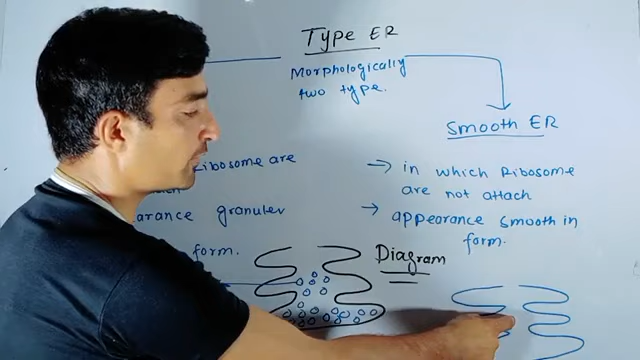 Type ER
Morphologically
two type.
Smooth ER
Ribosome are
→ in which Ribosome
are not attach
→ appearance smooth in
form.
granuler
form.
Diagram